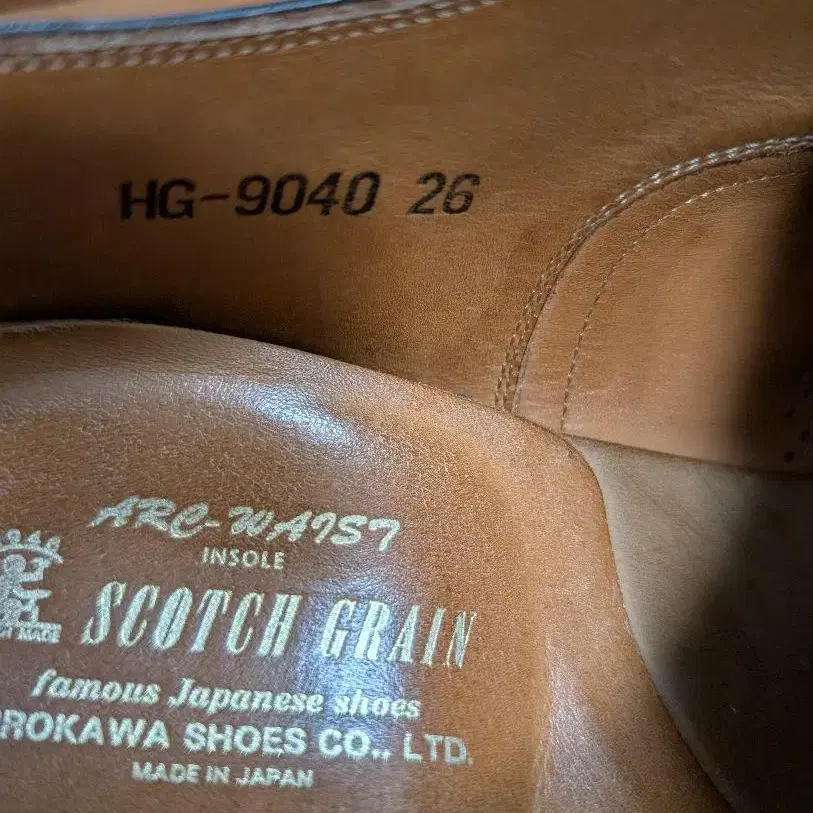 HG-9040 26
ARC-WAIST
INSOLE
SCOTCH GRAIN
famous Japanese shoes
ROKAWA SHOES CO., LTD.
MADE IN JAPAN